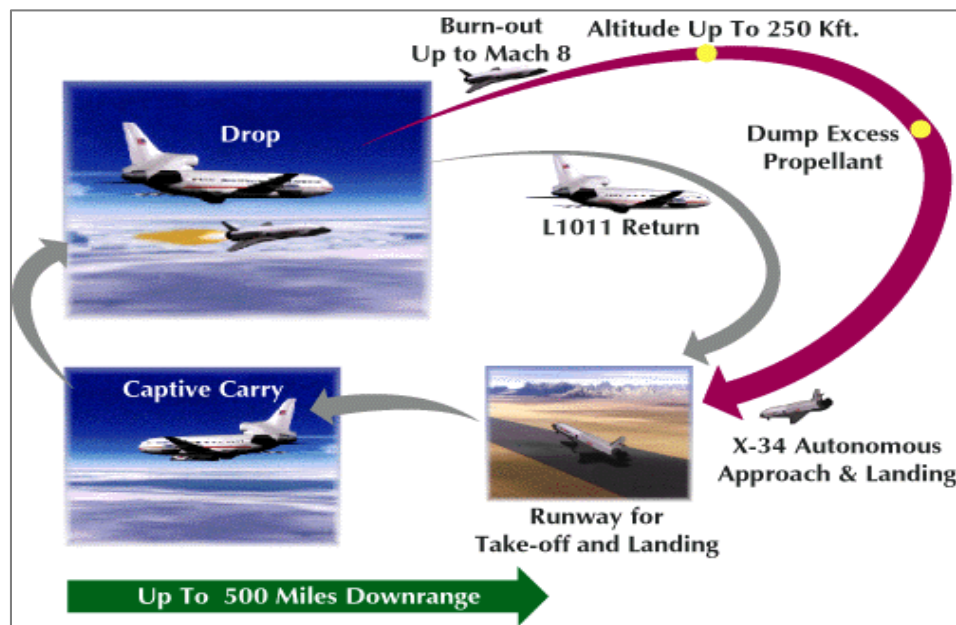 Burn-out
Up to Mach 8
Altitude Up To 250 Kft.
Drop
Dump Excess
Propellant
L1011 Return
Captive Carry
X-34 Autonomous
Approach & Landing
Runway for
Take-off and Landing
Up To 500 Miles Downrange